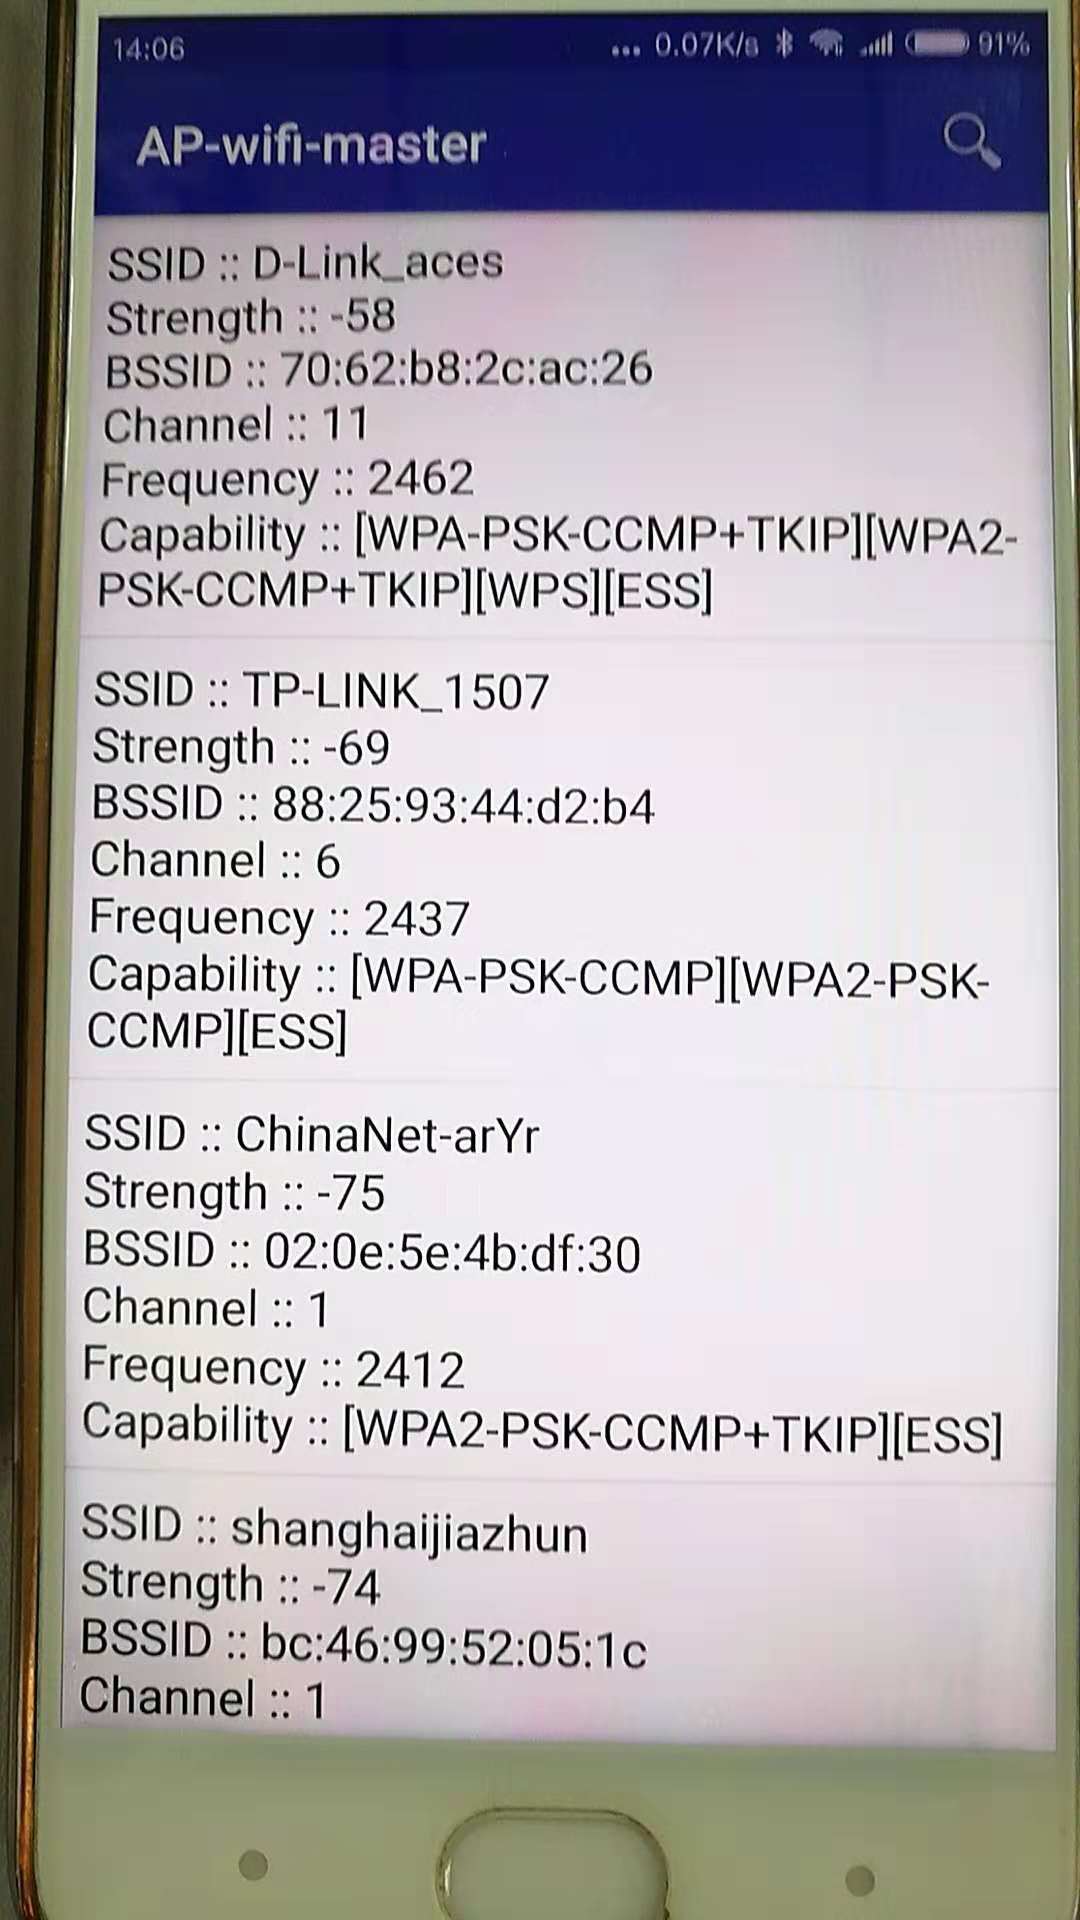 14:06 ... 0.07K/s 91%
AP-wifi-master
SSID :: D-Link_aces
Strength :: -58
BSSID :: 70:62:b8:2c:ac:26
Channel :: 11
Frequency :: 2462
Capability :: [WPA-PSK-CCMP+TKIP][WPA2-
PSK-CCMP+TKIP][WPS][ESS]
SSID :: TP-LINK_1507
Strength :: -69
BSSID :: 88:25:93:44:d2:b4
Channel :: 6
Frequency :: 2437
Capability :: [WPA-PSK-CCMP][WPA2-PSK-
CCMP][ESS]
SSID :: ChinaNet-arYr
Strength :: -75
BSSID :: 02:0e:5e:4b:df:30
Channel :: 1
Frequency :: 2412
Capability :: [WPA2-PSK-CCMP+TKIP][ESS]
SSID :: shanghaijiazhun
Strength :: -74
BSSID :: bc:46:99:52:05:1c
Channel :: 1